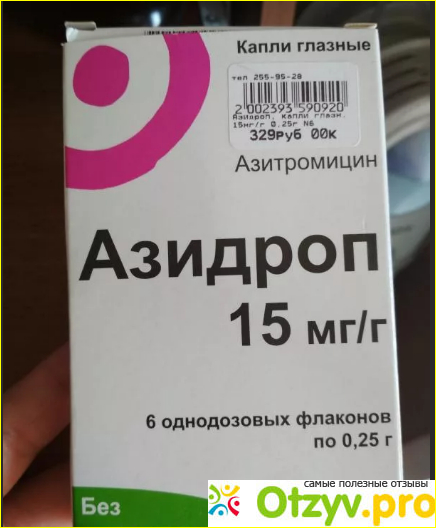 Капли глазные
тел 255-95-28
2 002393 590920
Азидроп, капли глазн.
15мг/г 0,25г N6
329руб 00к
Азитромицин
Азидроп
15 мг/г
6 однодозовых флаконов
по 0,25 г
Без
самые полезные отзывы
Otzyv.pro